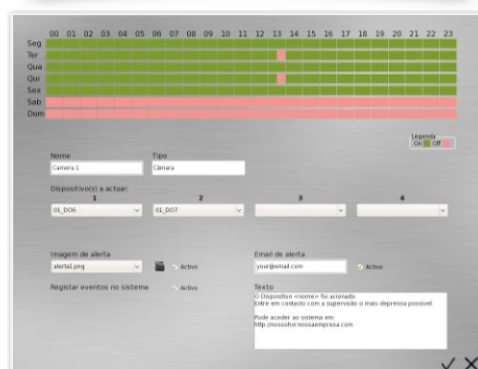 00 01 02 03 04 05 06 07 08 09 10 11 12 13 14 15 16 17 18 19 20 21 22 23
Seg
Ter
Qua
Qui
Sex
Sab
Dom
Legenda
On Off
Nome Tipo
Camera 1 Câmara
Dispositivo(s) a actuar:
1 2 3 4
01_DO6 01_DO7
Imagem de alerta Email de alerta
alerta1.png Activo your@email.com Activo
Registar eventos no sistema Activo Texto
O Dispositivo <nome> foi acionado.
Entre em contacto com a supervisão o mais depressa possivel.
Pode aceder ao sistema em:
http://nossohvr.nossaempresa.com